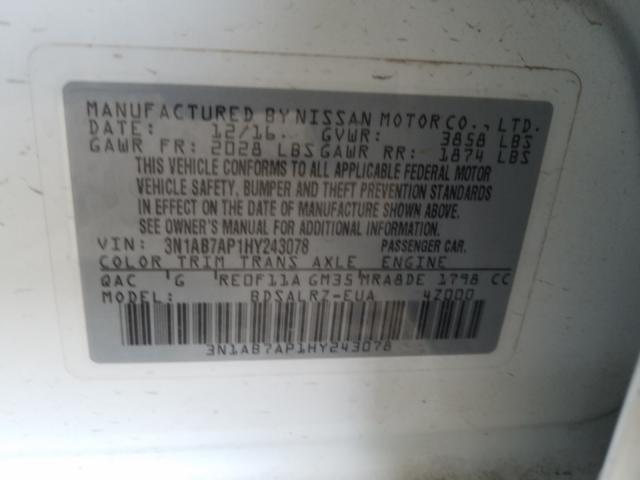 MANUFACTURED BY NISSAN MOTOR CO., LTD.
DATE: 12/16 GVWR: 3858 LBS
GAWR FR: 2028 LBS GAWR RR: 1874 LBS
THIS VEHICLE CONFORMS TO ALL APPLICABLE FEDERAL MOTOR
VEHICLE SAFETY, BUMPER AND THEFT PREVENTION STANDARDS
IN EFFECT ON THE DATE OF MANUFACTURE SHOWN ABOVE.
SEE OWNER'S MANUAL FOR ADDITIONAL INFORMATION.
VIN: 3N1AB7AP1HY243078 PASSENGER CAR.
COLOR TRIM TRANS AXLE ENGINE
QAC G RE0F11A GM35 MRA8DE 1798 CC
MODEL: BDSALRZ-EUA 4Z000
3N1AB7AP1HY243078